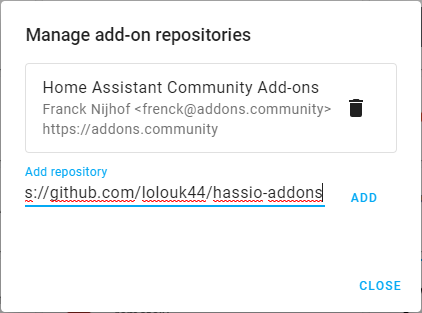 Manage add-on repositories
Home Assistant Community Add-ons
Franck Nijhof <frenck@addons.community>
https://addons.community
Add repository
s://github.com/lolouk44/hassio-addons
ADD
CLOSE